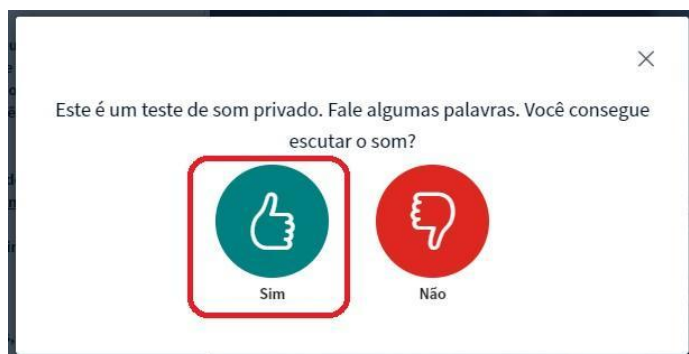 Este é um teste de som privado. Fale algumas palavras. Você consegue
escutar o som?
Sim
Não